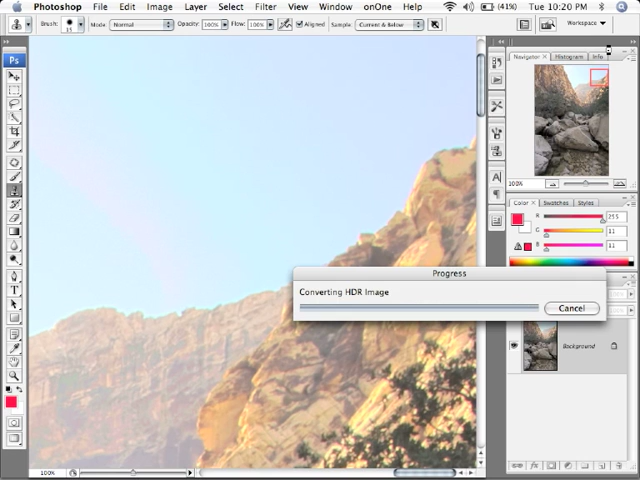 Photoshop File Edit Image Layer Select Filter View Window onOne Help (41%) Tue 10:20 PM
Brush: Mode: Normal Opacity: 100% Flow: 100% Aligned Sample: Current & Below Workspace
Ps
Navigator × Histogram Info
100%
Color × Swatches Styles
R 255
G 11
B 11
Progress
Converting HDR Image
Cancel
Background
100%